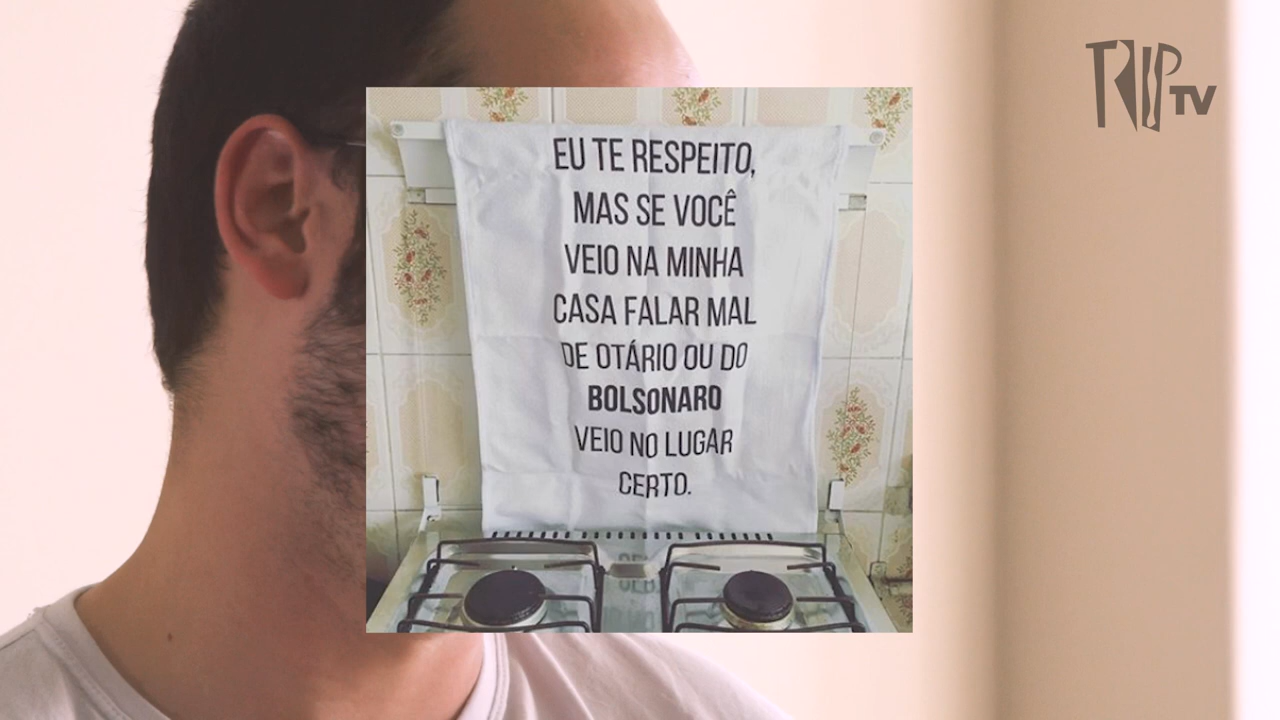 TRIP TV
EU TE RESPEITO,
MAS SE VOCÊ
VEIO NA MINHA
CASA FALAR MAL
DE OTÁRIO OU DO
BOLSONARO
VEIO NO LUGAR
CERTO.